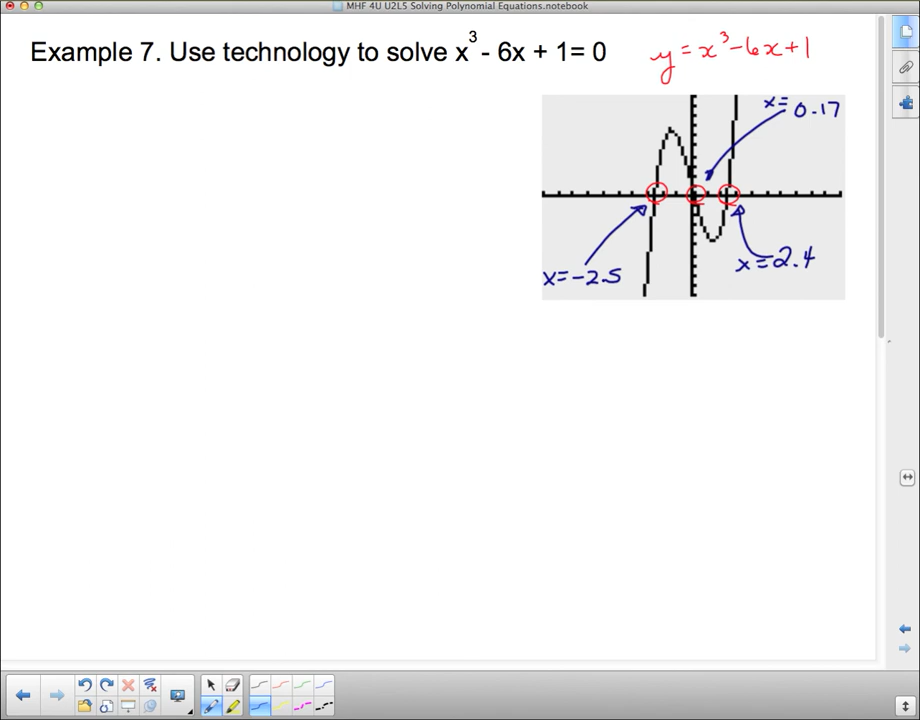 MHF 4U U2L5 Solving Polynomial Equations.notebook
Example 7. Use technology to solve x³ - 6x + 1= 0
y = x³ - 6x + 1
x = 0.17
x = -2.5
x = 2.4